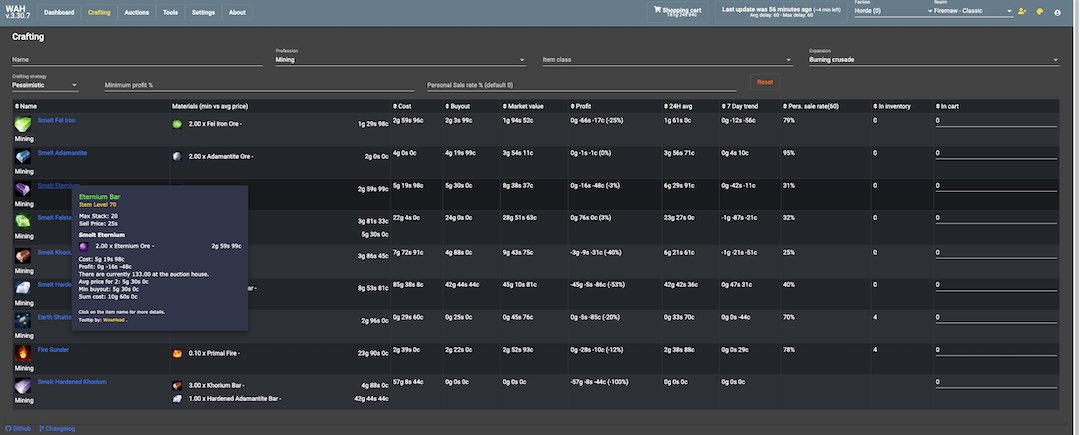 WAH
v.3.30.7
Dashboard Crafting Auctions Tools Settings About
Shopping cart
Last update was 56 minutes ago (~4 min left)
Avg delay: 60 - Max delay: 60
Faction
Horde (0)
Realm
Firemaw - Classic
Crafting
Name
Profession
Mining
Item class
Expansion
Burning crusade
Crafting strategy
Pessimistic
Minimum profit %
Personal Sale rate % (default 0)
Reset
Name Materials (min vs avg price) Cost Buyout Market value Profit 24H avg 7 Day trend Pers. sale rate(60) In inventory In cart
Smelt Fel Iron 2.00 x Fel Iron Ore - 1g 29s 98c 2g 59s 96c 2g 3s 99c 1g 94s 52c 0g -66s -17c (-25%) 1g 61s 0c 0g -12s -56c 79% 0 0
Mining
Smelt Adamantite 2.00 x Adamantite Ore - 2g 0s 0c 4g 0s 0c 4g 19s 99c 3g 54s 11c 0g -1s -1c (0%) 3g 56s 71c 0g 4s 10c 95% 0 0
Mining
Smelt Eternium 2g 59s 99c 5g 19s 98c 5g 30s 0c 8g 38s 37c 0g -16s -48c (-3%) 6g 29s 91c 0g -42s -11c 31% 0 0
Mining
Smelt Felste 3g 81s 33c 22g 4s 0c 24g 0s 0c 28g 51s 63c 0g 76s 0c (3%) 23g 27s 0c -1g -87s -21c 32% 0 0
5g 30s 0c
Mining
Smelt Khoriu 3g 86s 45c 7g 72s 91c 4g 88s 0c 9g 43s 75c -3g -9s -31c (-40%) 6g 21s 61c -1g -21s -51c 25% 0 0
Mining
Smelt Harde Bar - 8g 53s 81c 85g 38s 8c 42g 44s 44c 45g 10s 81c -45g -5s -86c (-53%) 42g 42s 36c 0g 47s 31c 40% 0 0
Mining
Earth Shatte 2g 96s 0c 0g 29s 60c 0g 25s 0c 0g 45s 76c 0g -5s -85c (-20%) 0g 33s 70c 0g 0s -44c 70% 4 0
Mining
Fire Sunder 0.10 x Primal Fire - 23g 90s 0c 2g 39s 0c 2g 22s 0c 2g 52s 93c 0g -28s -10c (-12%) 2g 38s 88c 0g 0s 29c 78% 4 0
Mining
Smelt Hardened Khorium 3.00 x Khorium Bar - 4g 88s 0c 57g 8s 44c 0g 0s 0c 0g 0s 0c -57g -8s -44c (-100%) 0g 0s 0c 0g 0s 0c 0
1.00 x Hardened Adamantite Bar - 42g 44s 44c
Mining
Eternium Bar
Item Level 70
Max Stack: 20
Sell Price: 25s
Smelt Eternium
2.00 x Eternium Ore - 2g 59s 99c
Cost: 5g 19s 98c
Profit: 0g -16s -48c
There are currently 133.00 at the auction house.
Avg price for 2: 5g 30s 0c
Min buyout: 5g 30s 0c
Sum cost: 10g 60s 0c
Click on the item name for more details.
Tooltip by: WowHead .
Github Changelog